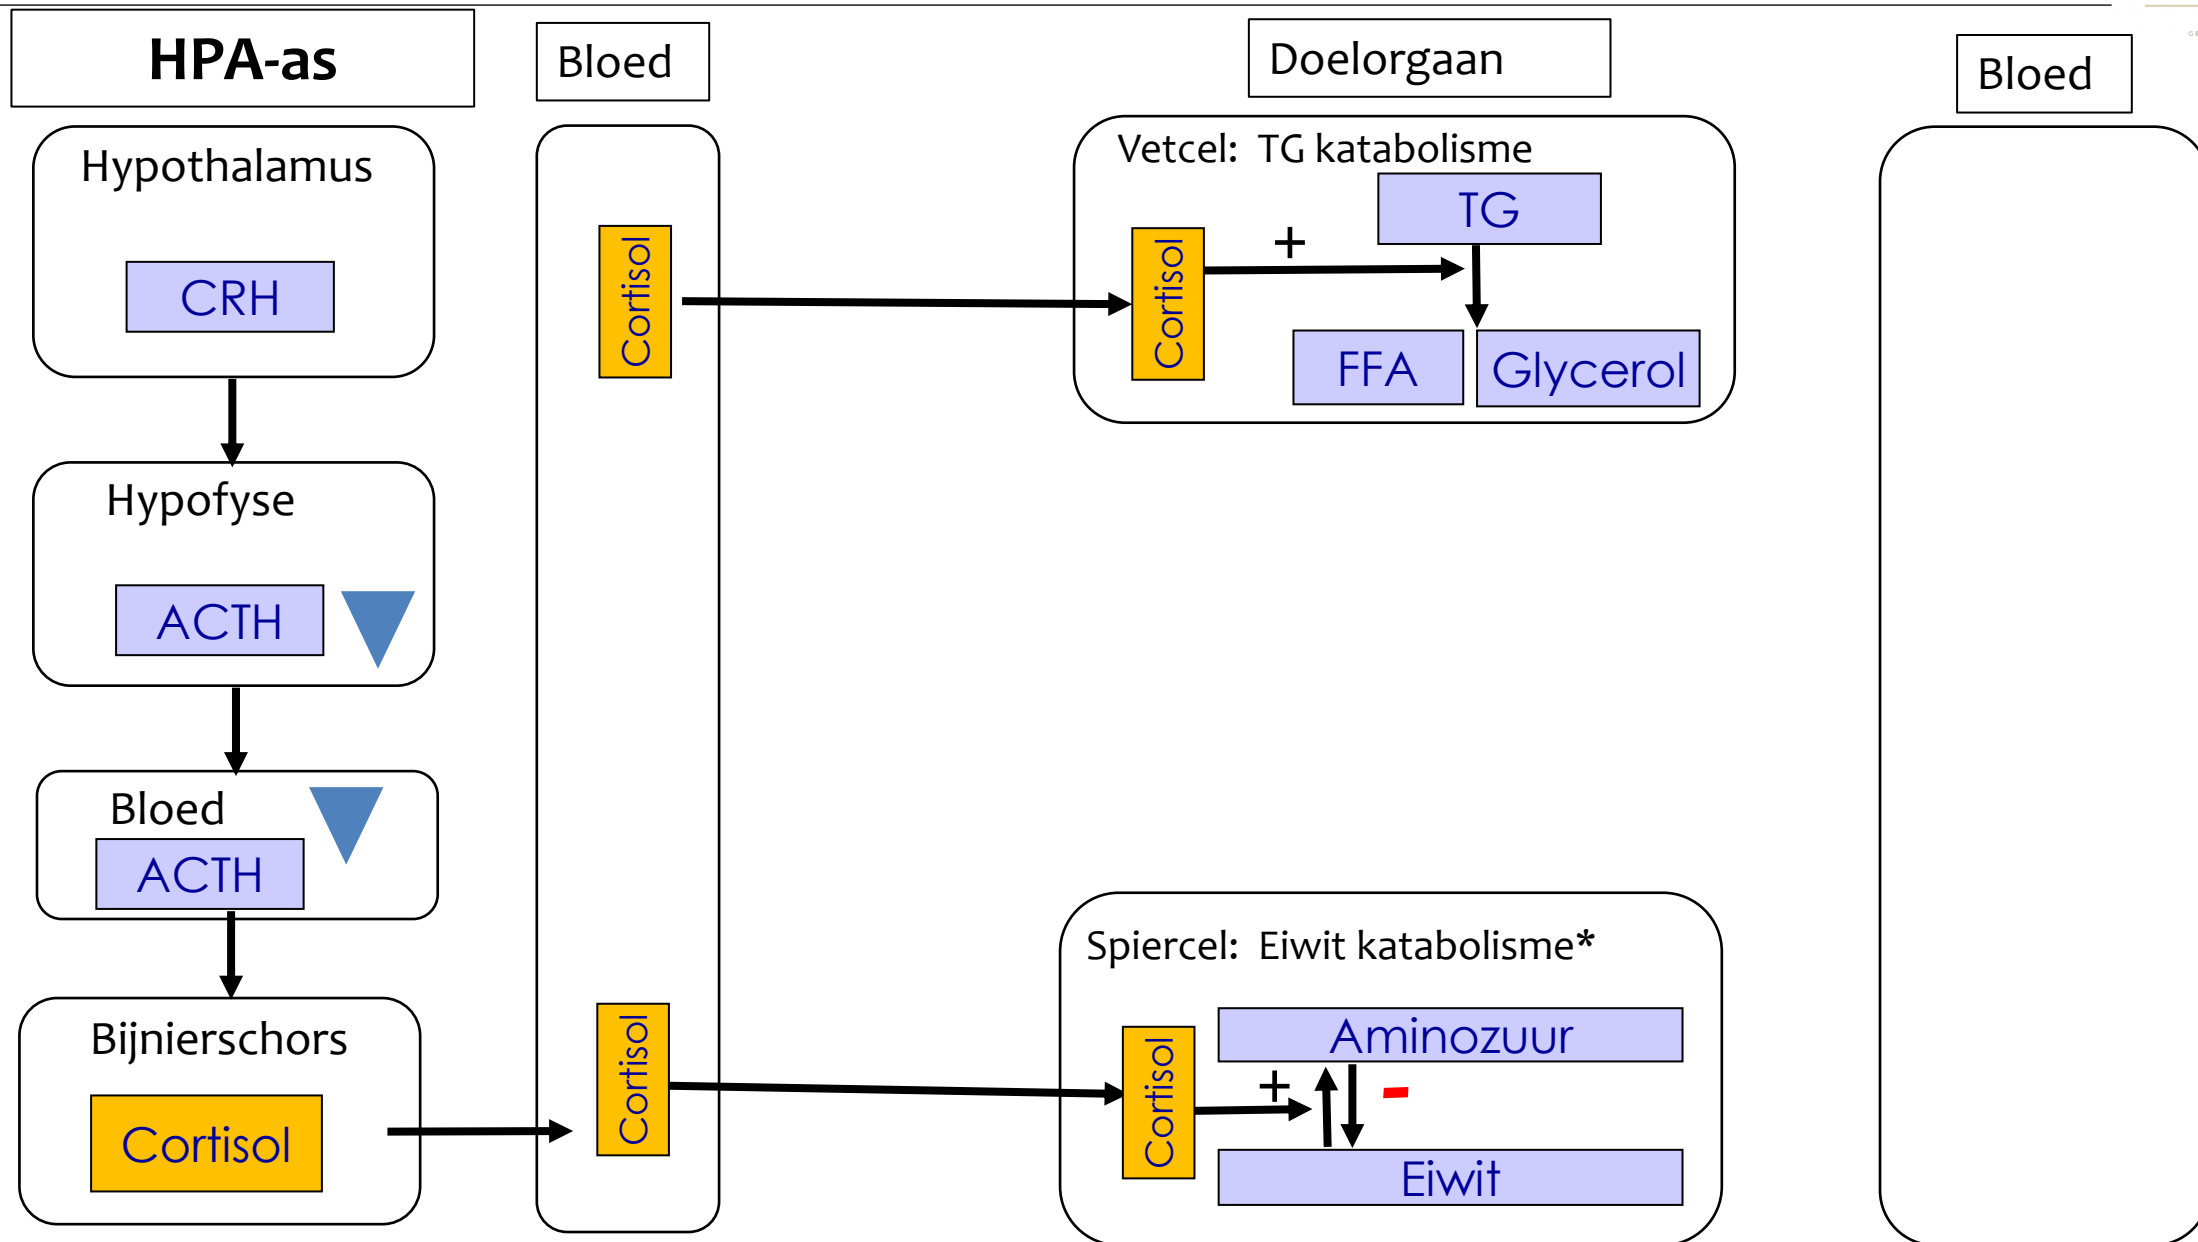 HPA-as
Bloed
Doelorgaan
Bloed
Hypothalamus
CRH
Hypofyse
ACTH
Bloed
ACTH
Bijnierschors
Cortisol
Cortisol
Cortisol
Vetcel: TG katabolisme
Cortisol
+
TG
FFA
Glycerol
Spiercel: Eiwit katabolisme*
Cortisol
+
Aminozuur
-
Eiwit